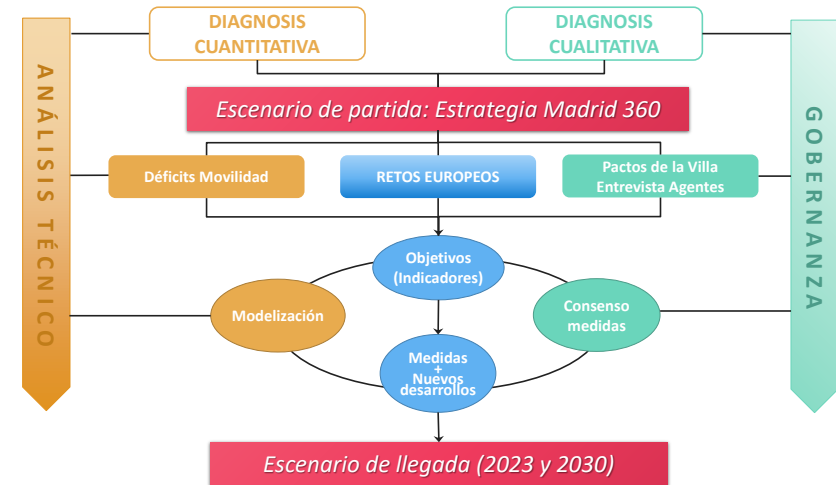 DIAGNOSIS
CUANTITATIVA
DIAGNOSIS
CUALITATIVA
ANÁLISIS TÉCNICO
GOBERNANZA
Escenario de partida: Estrategia Madrid 360
Déficits Movilidad
RETOS EUROPEOS
Pactos de la Villa
Entrevista Agentes
Objetivos
(Indicadores)
Modelización
Consenso
medidas
Medidas
+
Nuevos
desarrollos
Escenario de llegada (2023 y 2030)